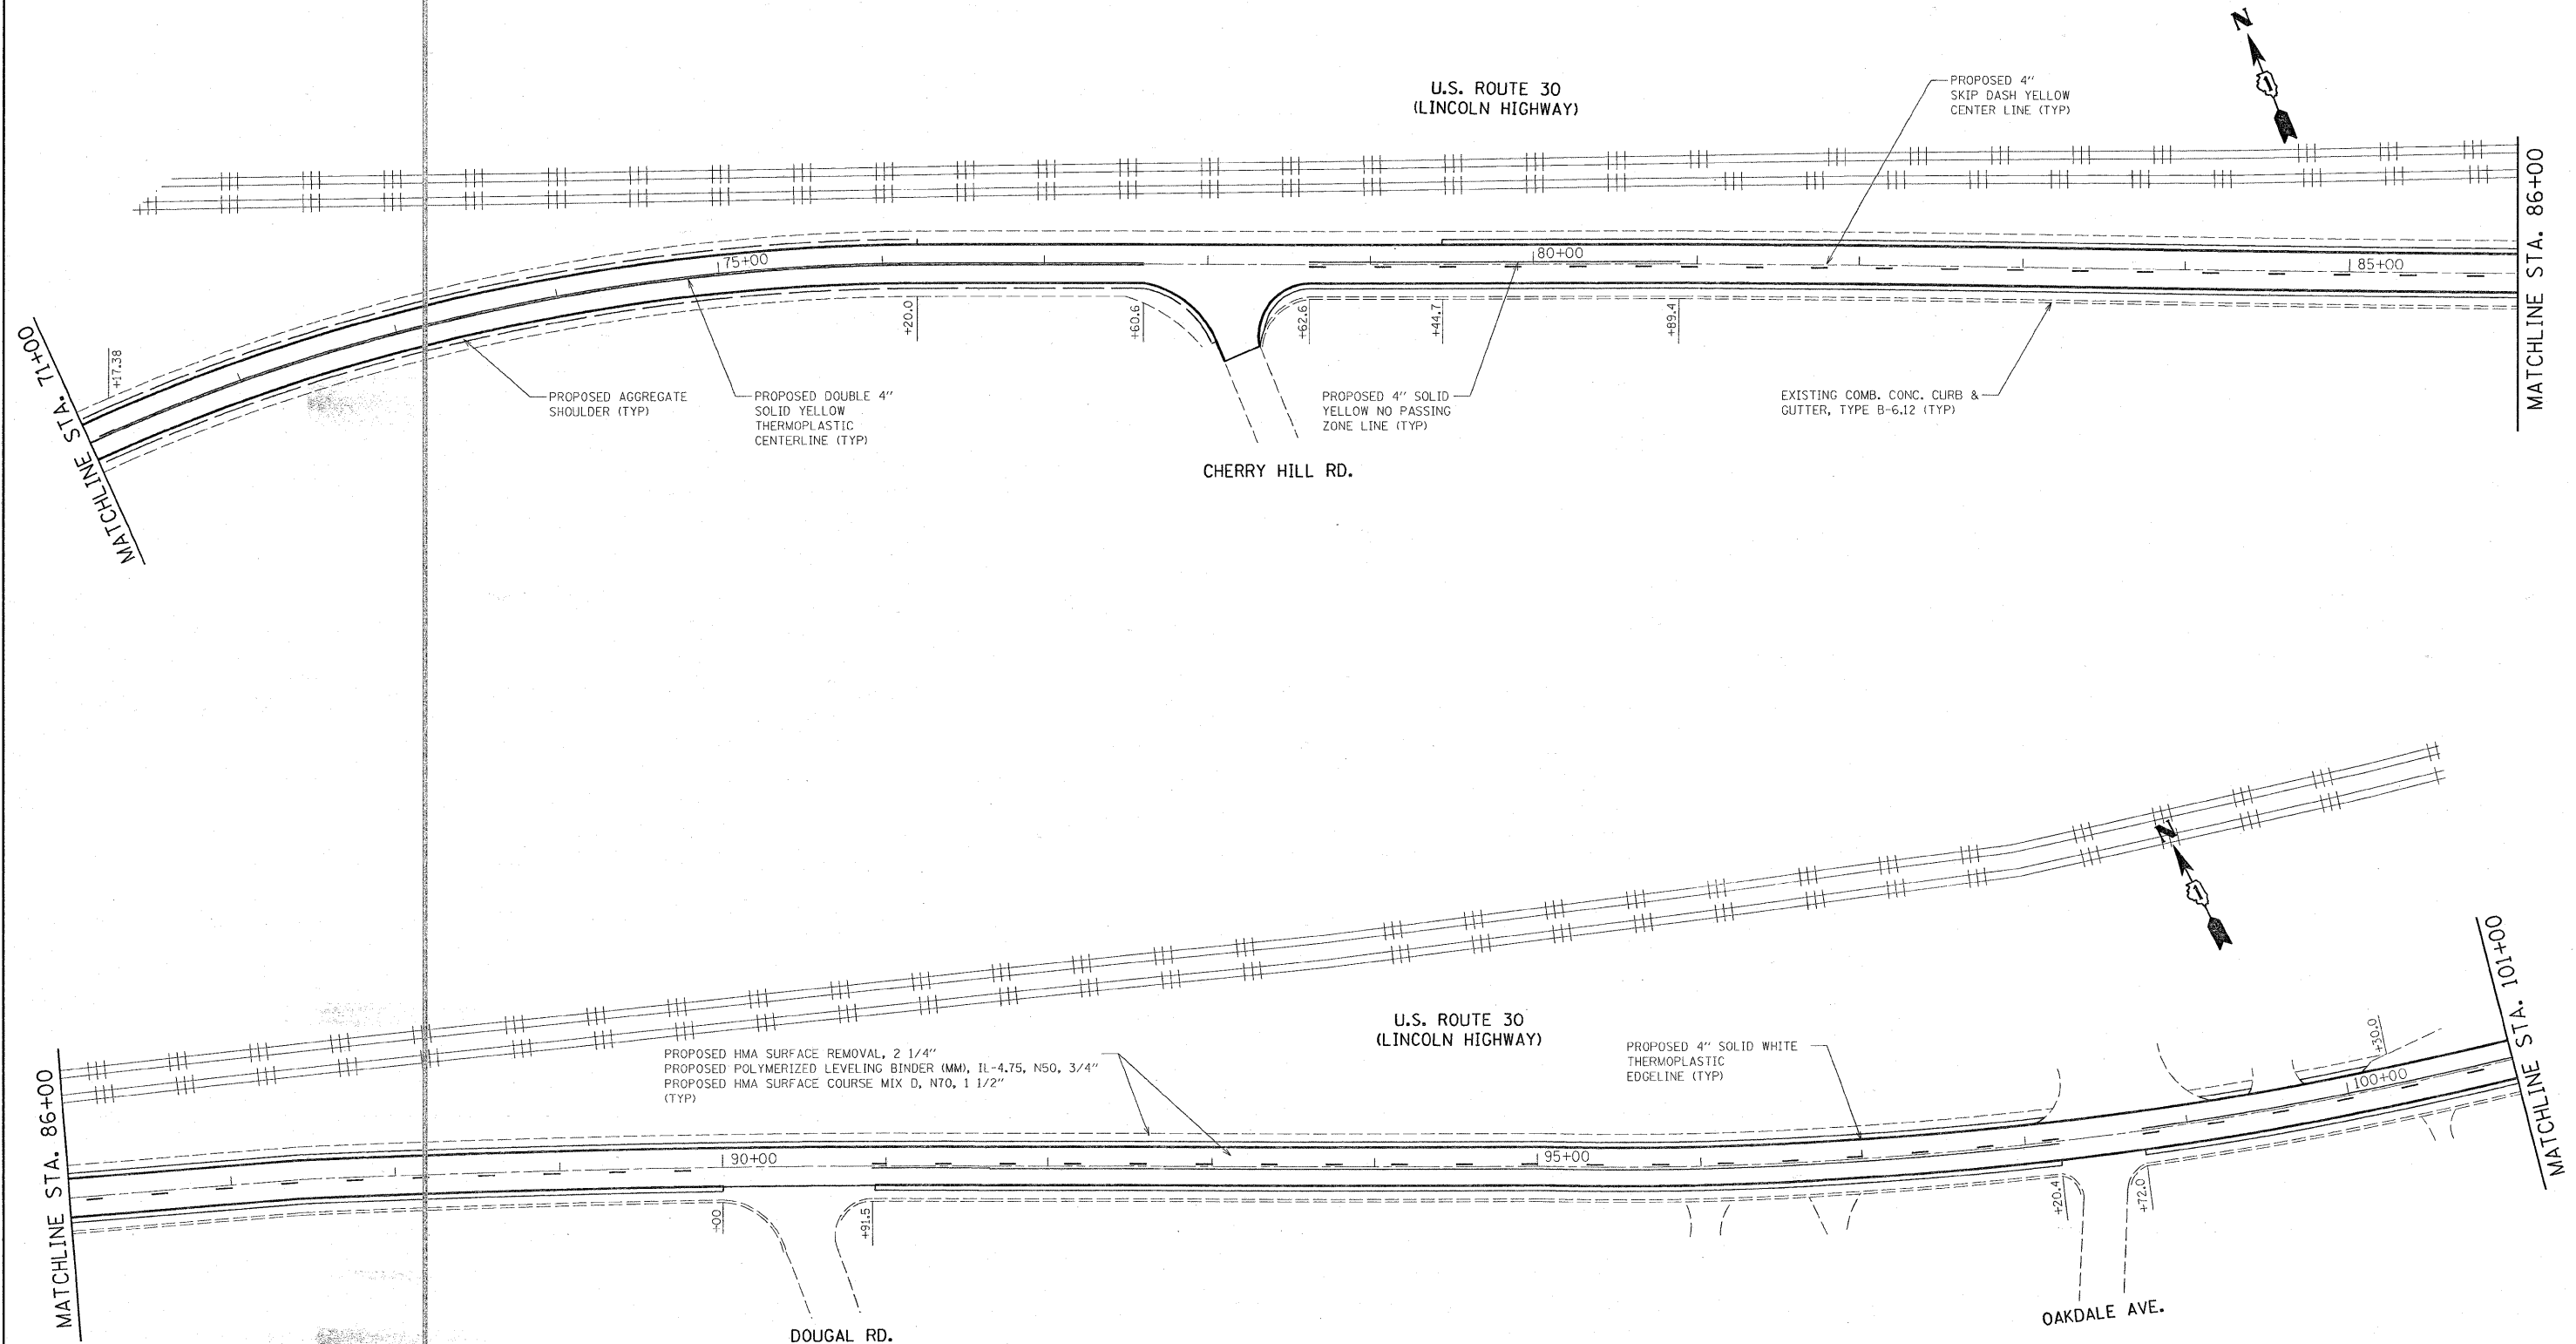 U.S. ROUTE 30
(LINCOLN HIGHWAY)
PROPOSED 4"
SKIP DASH YELLOW
CENTER LINE (TYP)
N
1
MATCHLINE STA. 71+00
+17.38
75+00
+20.0
+60.6
+62.6
+44.7
80+00
+89.4
85+00
MATCHLINE STA. 86+00
PROPOSED AGGREGATE
SHOULDER (TYP)
PROPOSED DOUBLE 4"
SOLID YELLOW
THERMOPLASTIC
CENTERLINE (TYP)
PROPOSED 4" SOLID
YELLOW NO PASSING
ZONE LINE (TYP)
EXISTING COMB. CONC. CURB &
GUTTER, TYPE B-6.12 (TYP)
CHERRY HILL RD.
N
1
U.S. ROUTE 30
(LINCOLN HIGHWAY)
PROPOSED HMA SURFACE REMOVAL, 2 1/4"
PROPOSED POLYMERIZED LEVELING BINDER (MM), IL-4.75, N50, 3/4"
PROPOSED HMA SURFACE COURSE MIX D, N70, 1 1/2"
(TYP)
PROPOSED 4" SOLID WHITE
THERMOPLASTIC
EDGELINE (TYP)
MATCHLINE STA. 86+00
90+00
+00
+91.5
95+00
+20.4
+72.0
+30.0
100+00
MATCHLINE STA. 101+00
DOUGAL RD.
OAKDALE AVE.